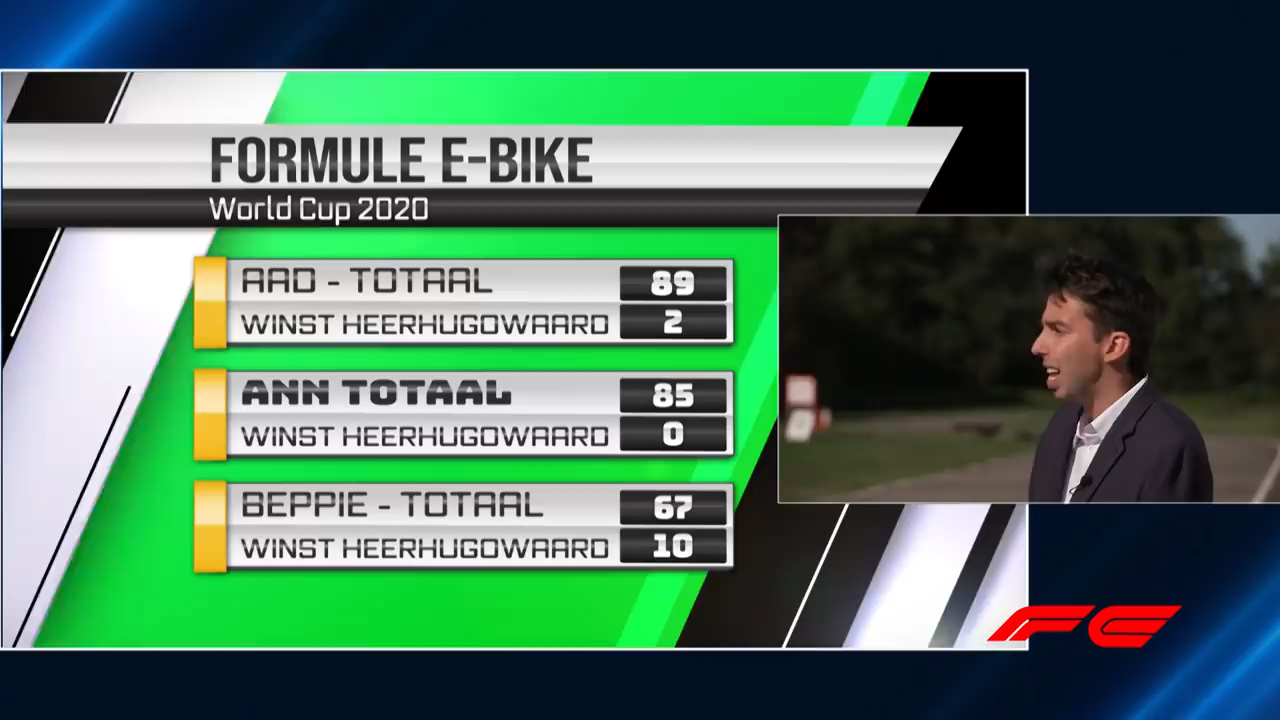 FORMULE E-BIKE
World Cup 2020
AAD - TOTAAL 89
WINST HEERHUGOWAARD 2
ANN TOTAAL 85
WINST HEERHUGOWAARD 0
BEPPIE - TOTAAL 67
WINST HEERHUGOWAARD 10
FE